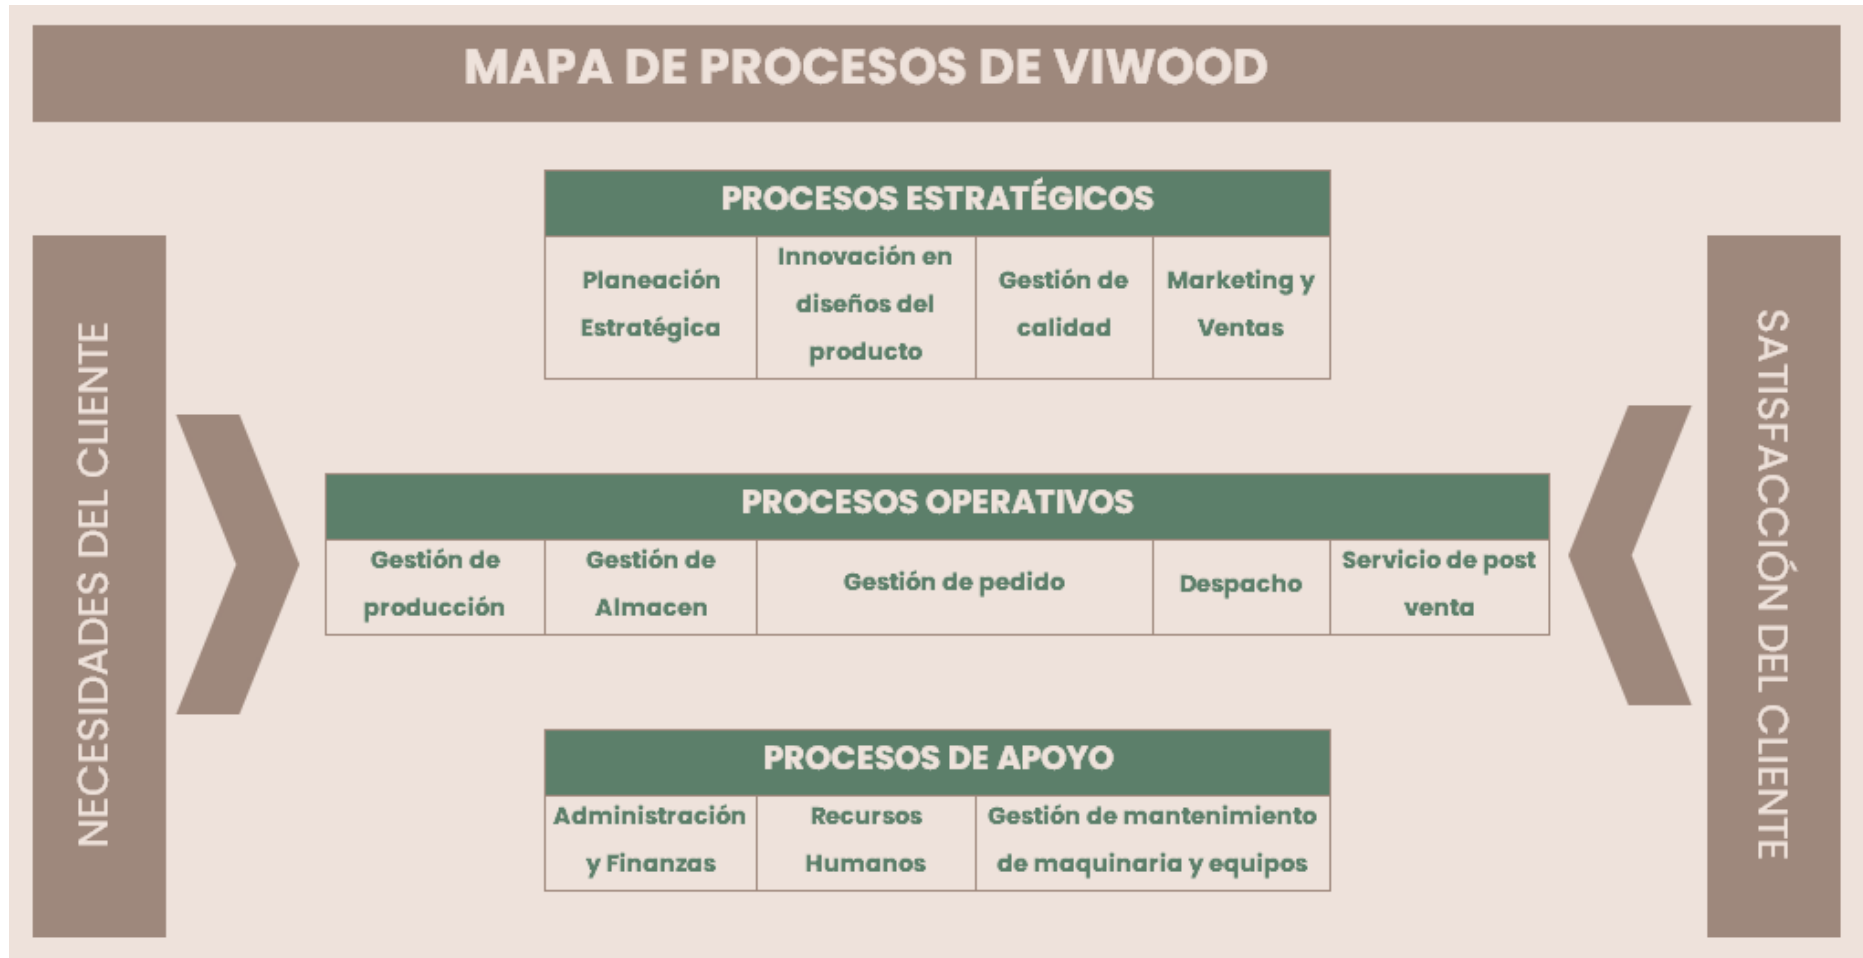 MAPA DE PROCESOS DE VIWOOD
NECESIDADES DEL CLIENTE
PROCESOS ESTRATÉGICOS
Planeación
Estratégica
Innovación en
diseños del
producto
Gestión de
calidad
Marketing y
Ventas
PROCESOS OPERATIVOS
Gestión de
producción
Gestión de
Almacen
Gestión de pedido
Despacho
Servicio de post
venta
PROCESOS DE APOYO
Administración
y Finanzas
Recursos
Humanos
Gestión de mantenimiento
de maquinaria y equipos
SATISFACCIÓN DEL CLIENTE